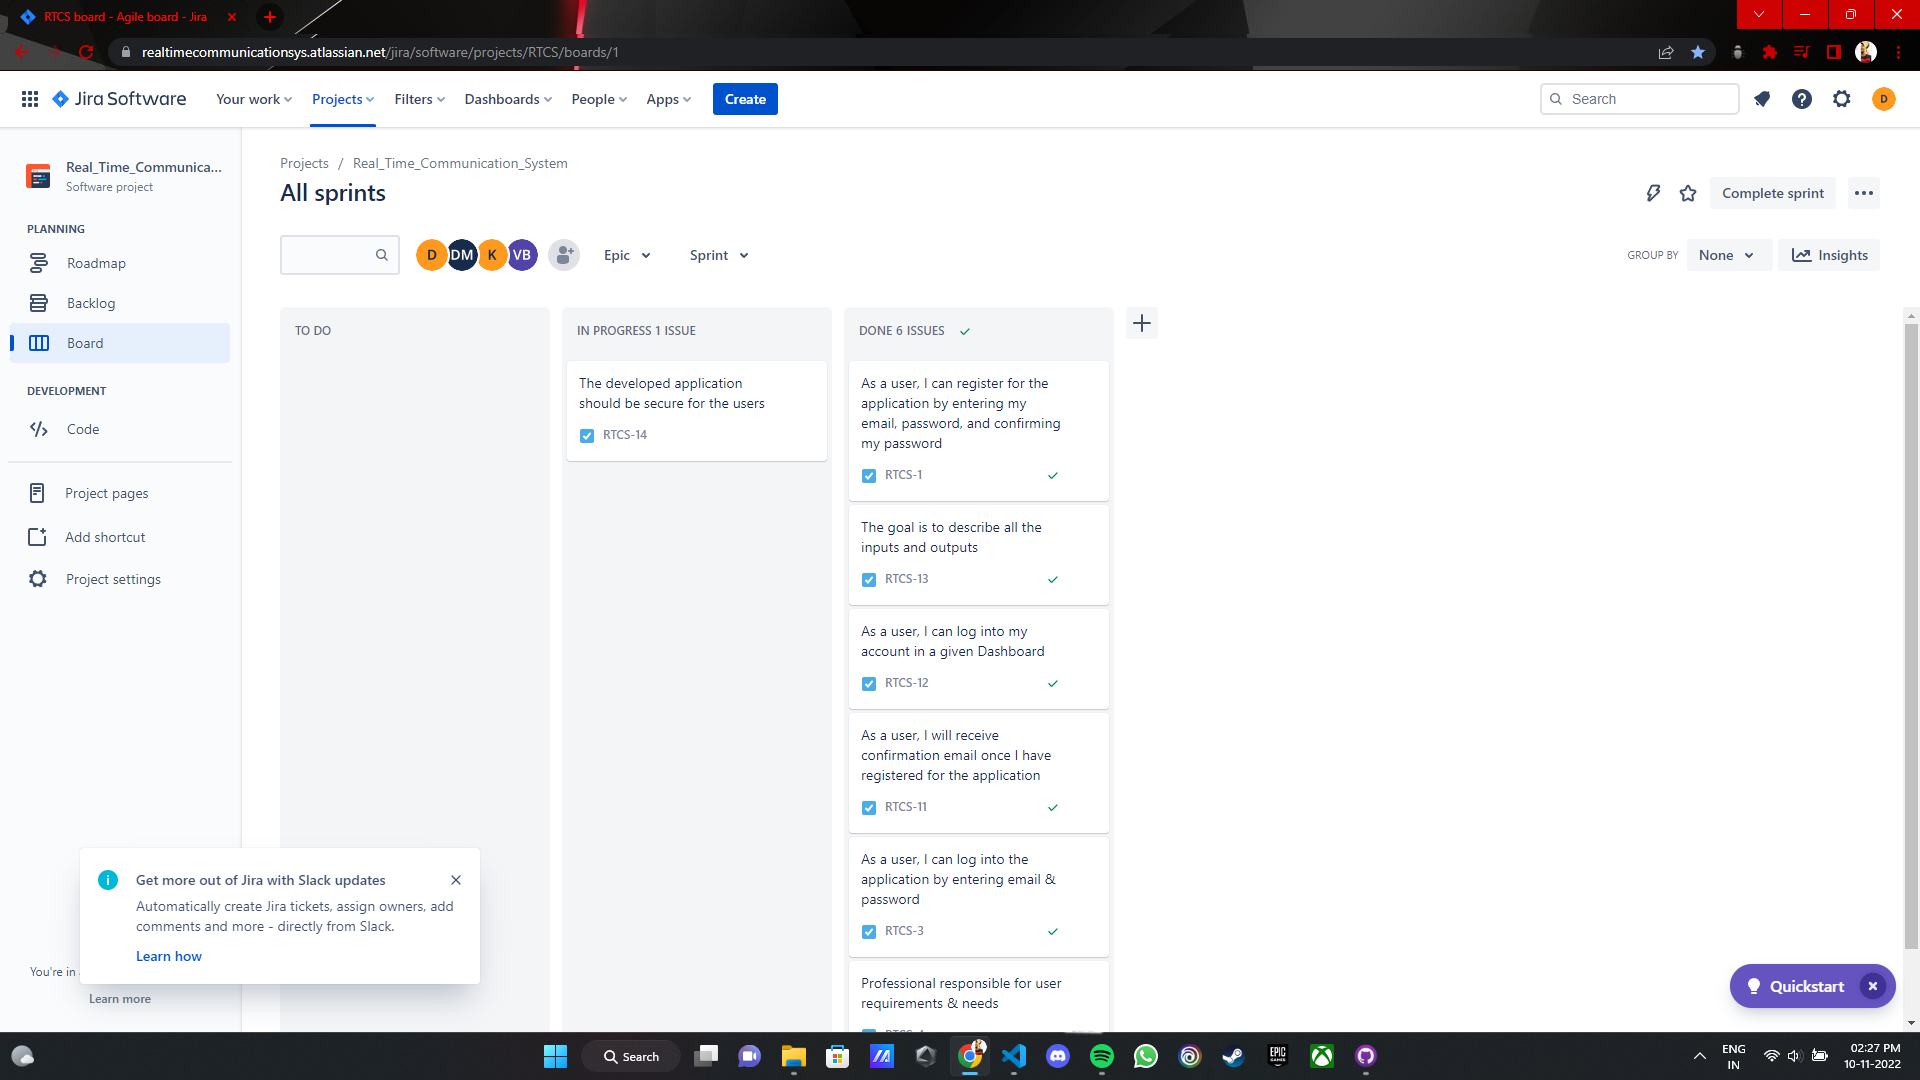 RTCS board - Agile board - Jira
realtimecommunicationsys.atlassian.net/jira/software/projects/RTCS/boards/1
Jira Software
Your work
Projects
Filters
Dashboards
People
Apps
Create
Search
D
Real_Time_Communica...
Software project
PLANNING
Roadmap
Backlog
Board
DEVELOPMENT
Code
Project pages
Add shortcut
Project settings
You're in
Learn more
Projects / Real_Time_Communication_System
All sprints
Complete sprint
D DM K VB
Epic
Sprint
GROUP BY
None
Insights
TO DO
IN PROGRESS 1 ISSUE
The developed application
should be secure for the users
RTCS-14
DONE 6 ISSUES
As a user, I can register for the
application by entering my
email, password, and confirming
my password
RTCS-1
The goal is to describe all the
inputs and outputs
RTCS-13
As a user, I can log into my
account in a given Dashboard
RTCS-12
As a user, I will receive
confirmation email once I have
registered for the application
RTCS-11
As a user, I can log into the
application by entering email &
password
RTCS-3
Professional responsible for user
requirements & needs
Get more out of Jira with Slack updates
Automatically create Jira tickets, assign owners, add
comments and more - directly from Slack.
Learn how
Quickstart
Search
EPIC
GAMES
ENG
IN
02:27 PM
10-11-2022